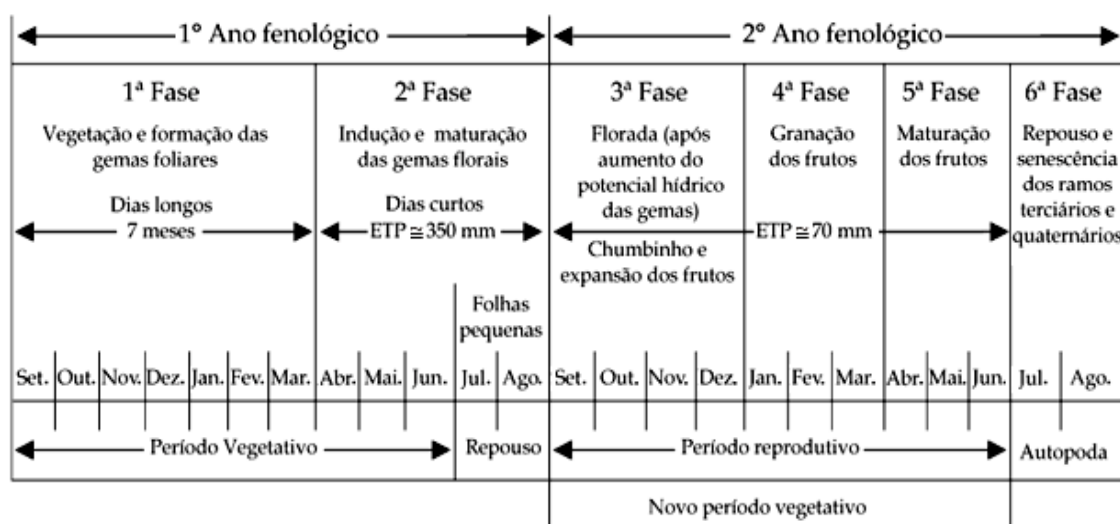 1º Ano fenológico
2º Ano fenológico
1ª Fase
2ª Fase
3ª Fase
4ª Fase
5ª Fase
6ª Fase
Vegetação e formação das
gemas foliares
Dias longos
7 meses
Indução e maturação
das gemas florais
Dias curtos
ETP ≅ 350 mm
Folhas
pequenas
Florada (após
aumento do
potencial hídrico
das gemas)
Chumbinho e
expansão dos frutos
Granação
dos frutos
ETP ≅ 70 mm
Maturação
dos frutos
Repouso e
senescência
dos ramos
terciários e
quaternários
Set. Out. Nov. Dez. Jan. Fev. Mar. Abr. Mai. Jun. Jul. Ago. Set. Out. Nov. Dez. Jan. Fev. Mar. Abr. Mai. Jun. Jul. Ago.
Período Vegetativo Repouso Período reprodutivo Autopoda
Novo período vegetativo